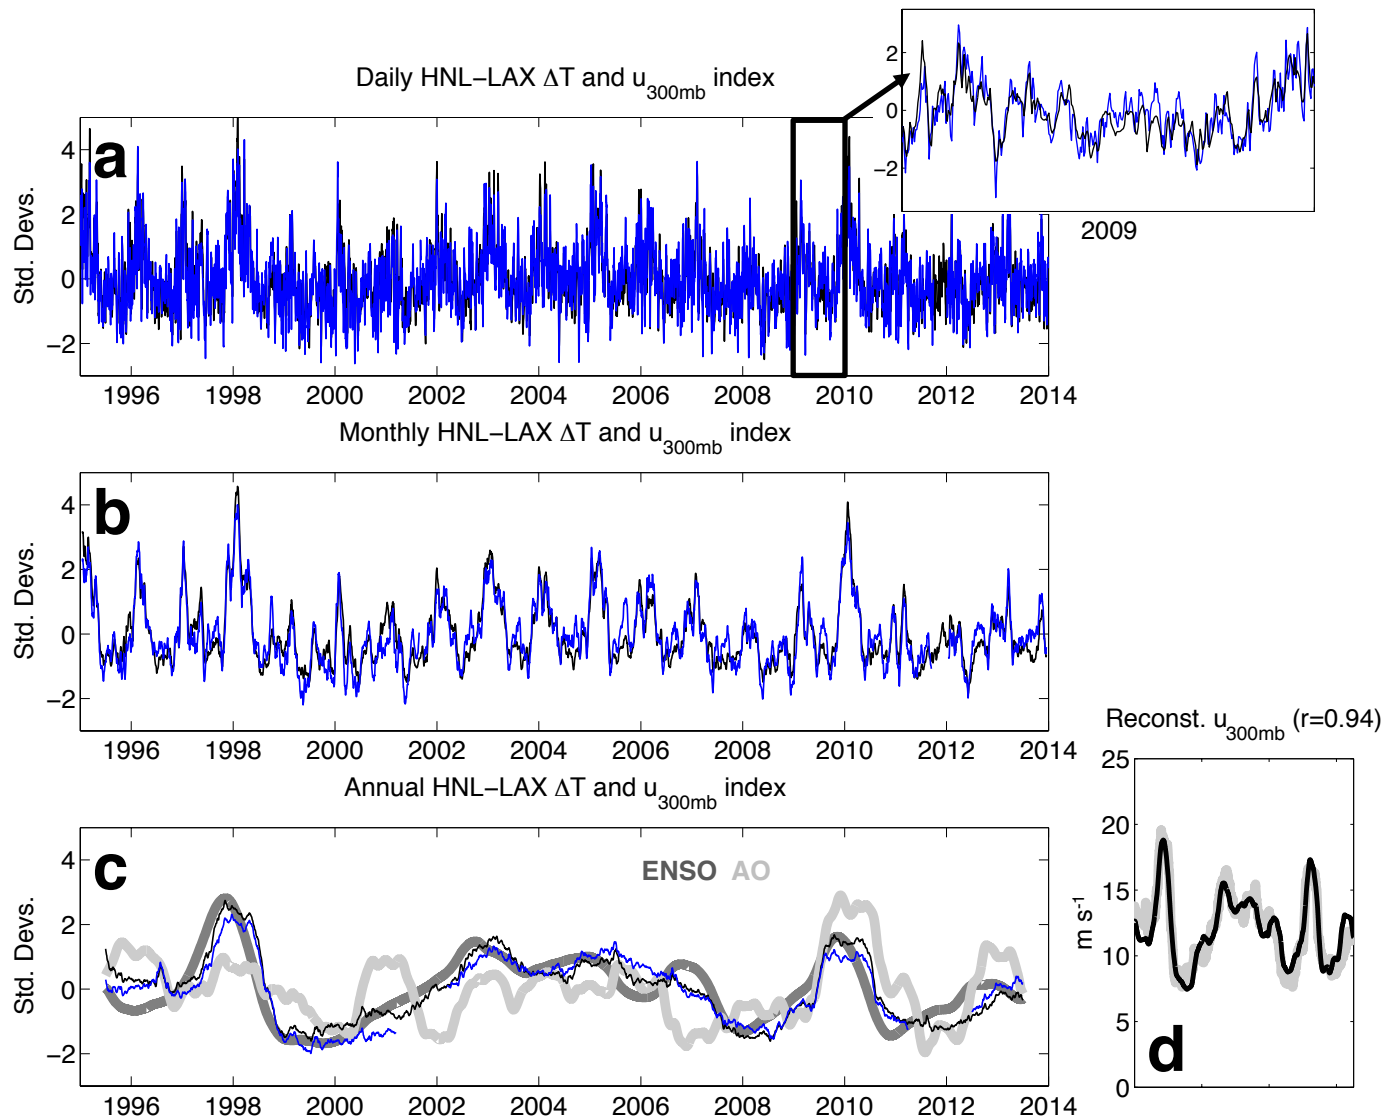 Daily HNL−LAX ΔT and u300mb index
a
Std. Devs.
4
2
0
−2
1996 1998 2000 2002 2004 2006 2008 2010 2012 2014
2
0
−2
2009
Monthly HNL−LAX ΔT and u300mb index
b
Std. Devs.
4
2
0
−2
1996 1998 2000 2002 2004 2006 2008 2010 2012 2014
Annual HNL−LAX ΔT and u300mb index
c
ENSO AO
Std. Devs.
4
2
0
−2
1996 1998 2000 2002 2004 2006 2008 2010 2012 2014
Reconst. u300mb (r=0.94)
m s-1
25
20
15
10
5
0
d